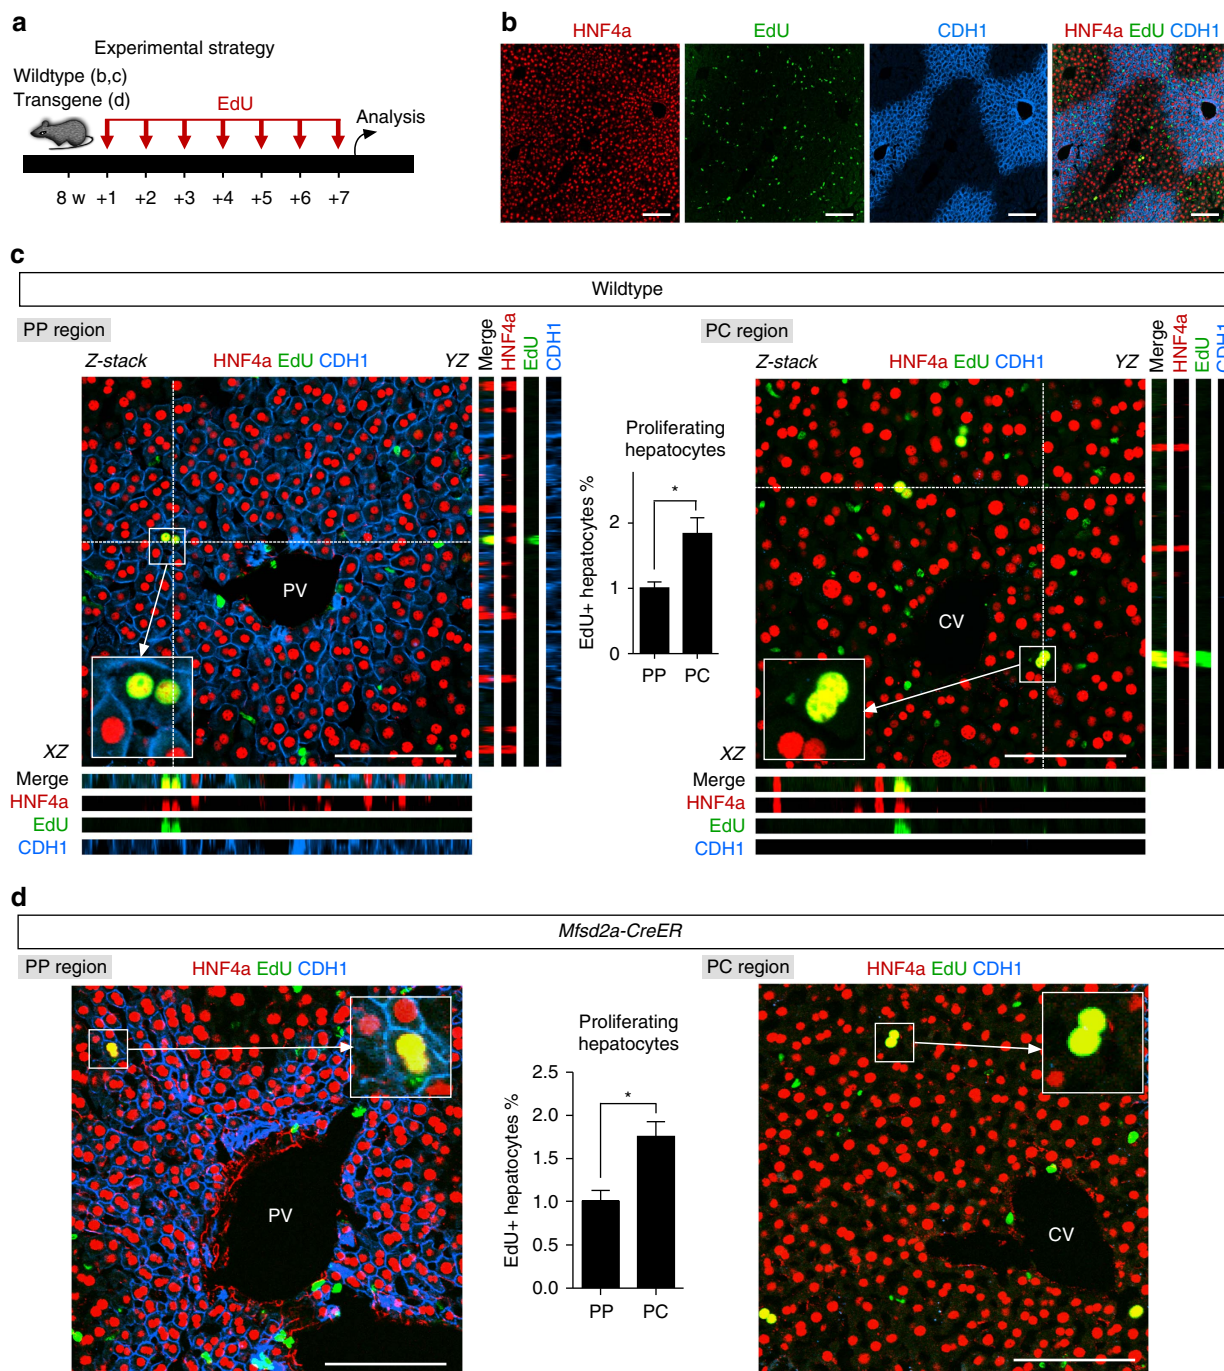 a
Experimental strategy
Wildtype (b,c)
Transgene (d)
EdU
Analysis
8 w +1 +2 +3 +4 +5 +6 +7
b
HNF4a EdU CDH1 HNF4a EdU CDH1
c
Wildtype
PP region
Z-stack HNF4a EdU CDH1 YZ
Merge
HNF4a
EdU
CDH1
PV
XZ
Merge
HNF4a
EdU
CDH1
Proliferating
hepatocytes
EdU+ hepatocytes %
2
1
0
*
PP PC
PC region
Z-stack HNF4a EdU CDH1 YZ
Merge
HNF4a
EdU
CDH1
CV
XZ
Merge
HNF4a
EdU
CDH1
d
Mfsd2a-CreER
PP region
HNF4a EdU CDH1
PV
Proliferating
hepatocytes
EdU+ hepatocytes %
2.5
2.0
1.5
1.0
0.5
0.0
*
PP PC
PC region
HNF4a EdU CDH1
CV